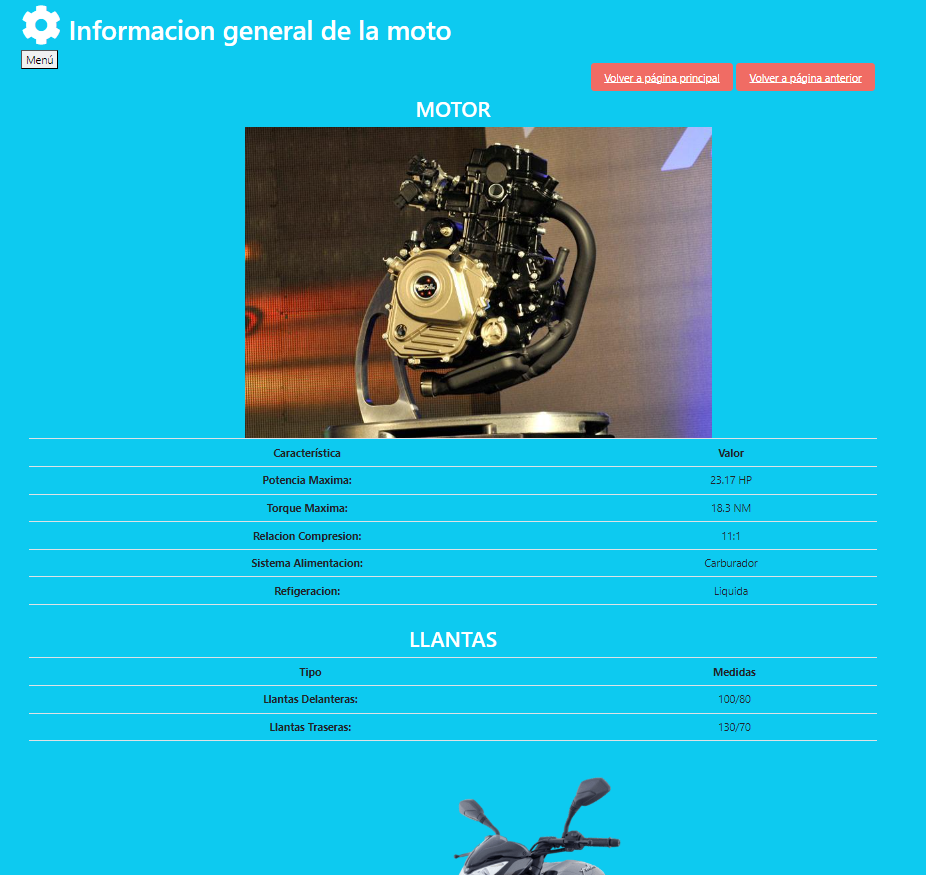 Informacion general de la moto
Menú
Volver a página principal Volver a página anterior
MOTOR
Característica Valor
Potencia Maxima: 23.17 HP
Torque Maxima: 18.3 NM
Relacion Compresion: 11:1
Sistema Alimentacion: Carburador
Refigeracion: Liquida
LLANTAS
Tipo Medidas
Llantas Delanteras: 100/80
Llantas Traseras: 130/70